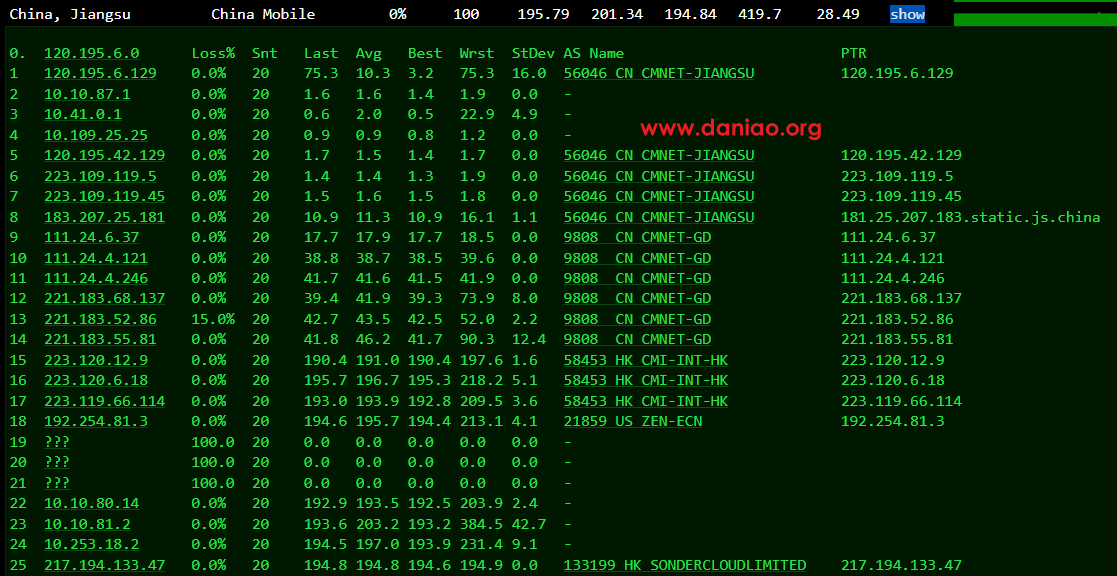 China, Jiangsu China Mobile 0% 100 195.79 201.34 194.84 419.7 28.49 show
0. 120.195.6.0 Loss% Snt Last Avg Best Wrst StDev AS Name PTR
1 120.195.6.129 0.0% 20 75.3 10.3 3.2 75.3 16.0 56046 CN CMNET-JIANGSU 120.195.6.129
2 10.10.87.1 0.0% 20 1.6 1.6 1.4 1.9 0.0 -
3 10.41.0.1 0.0% 20 0.6 2.0 0.5 22.9 4.9 -
www.daniao.org
4 10.109.25.25 0.0% 20 0.9 0.9 0.8 1.2 0.0 -
5 120.195.42.129 0.0% 20 1.7 1.5 1.4 1.7 0.0 56046 CN CMNET-JIANGSU 120.195.42.129
6 223.109.119.5 0.0% 20 1.4 1.4 1.3 1.9 0.0 56046 CN CMNET-JIANGSU 223.109.119.5
7 223.109.119.45 0.0% 20 1.5 1.6 1.5 1.8 0.0 56046 CN CMNET-JIANGSU 223.109.119.45
8 183.207.25.181 0.0% 20 10.9 11.3 10.9 16.1 1.1 56046 CN CMNET-JIANGSU 181.25.207.183.static.js.china
9 111.24.6.37 0.0% 20 17.7 17.9 17.7 18.5 0.0 9808 CN CMNET-GD 111.24.6.37
10 111.24.4.121 0.0% 20 38.8 38.7 38.5 39.6 0.0 9808 CN CMNET-GD 111.24.4.121
11 111.24.4.246 0.0% 20 41.7 41.6 41.5 41.9 0.0 9808 CN CMNET-GD 111.24.4.246
12 221.183.68.137 0.0% 20 39.4 41.9 39.3 73.9 8.0 9808 CN CMNET-GD 221.183.68.137
13 221.183.52.86 15.0% 20 42.7 43.5 42.5 52.0 2.2 9808 CN CMNET-GD 221.183.52.86
14 221.183.55.81 0.0% 20 41.8 46.2 41.7 90.3 12.4 9808 CN CMNET-GD 221.183.55.81
15 223.120.12.9 0.0% 20 190.4 191.0 190.4 197.6 1.6 58453 HK CMI-INT-HK 223.120.12.9
16 223.120.6.18 0.0% 20 195.7 196.7 195.3 218.2 5.1 58453 HK CMI-INT-HK 223.120.6.18
17 223.119.66.114 0.0% 20 193.0 193.9 192.8 209.5 3.6 58453 HK CMI-INT-HK 223.119.66.114
18 192.254.81.3 0.0% 20 194.6 195.7 194.4 213.1 4.1 21859 US ZEN-ECN 192.254.81.3
19 ??? 100.0 20 0.0 0.0 0.0 0.0 0.0 -
20 ??? 100.0 20 0.0 0.0 0.0 0.0 0.0 -
21 ??? 100.0 20 0.0 0.0 0.0 0.0 0.0 -
22 10.10.80.14 0.0% 20 192.9 193.5 192.5 203.9 2.4 -
23 10.10.81.2 0.0% 20 193.6 203.2 193.2 384.5 42.7 -
24 10.253.18.2 0.0% 20 194.5 197.0 193.9 231.4 9.1 -
25 217.194.133.47 0.0% 20 194.8 194.8 194.6 194.9 0.0 133199 HK SONDERCLOUDLIMITED 217.194.133.47